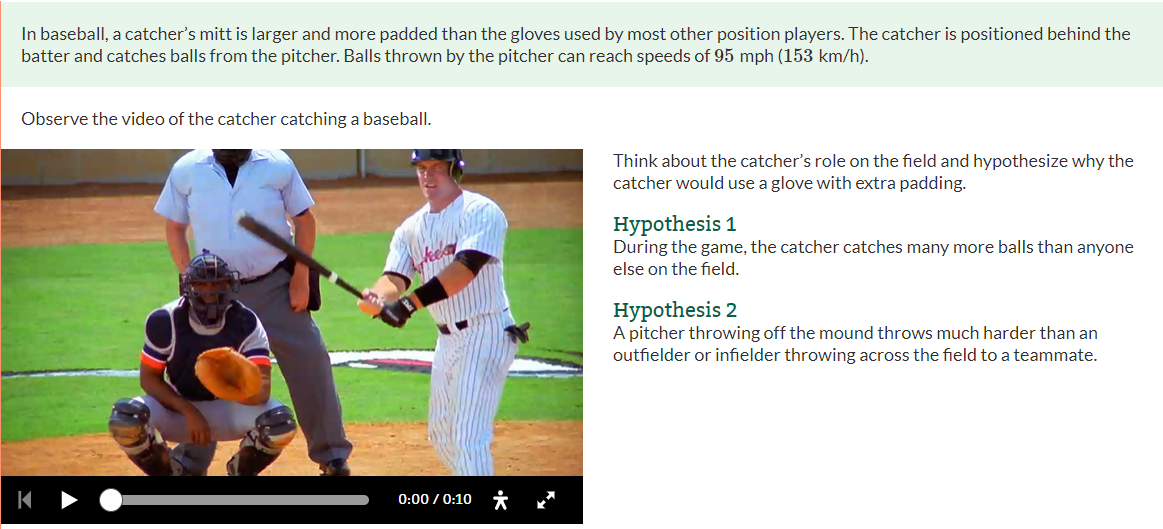 In baseball, a catcher’s mitt is larger and more padded than the gloves used by most other position players. The catcher is positioned behind the
batter and catches balls from the pitcher. Balls thrown by the pitcher can reach speeds of 95 mph (153 km/h).
Observe the video of the catcher catching a baseball.
Think about the catcher’s role on the field and hypothesize why the
catcher would use a glove with extra padding.
Hypothesis 1
During the game, the catcher catches many more balls than anyone
else on the field.
Hypothesis 2
A pitcher throwing off the mound throws much harder than an
outfielder or infielder throwing across the field to a teammate.
0:00 / 0:10